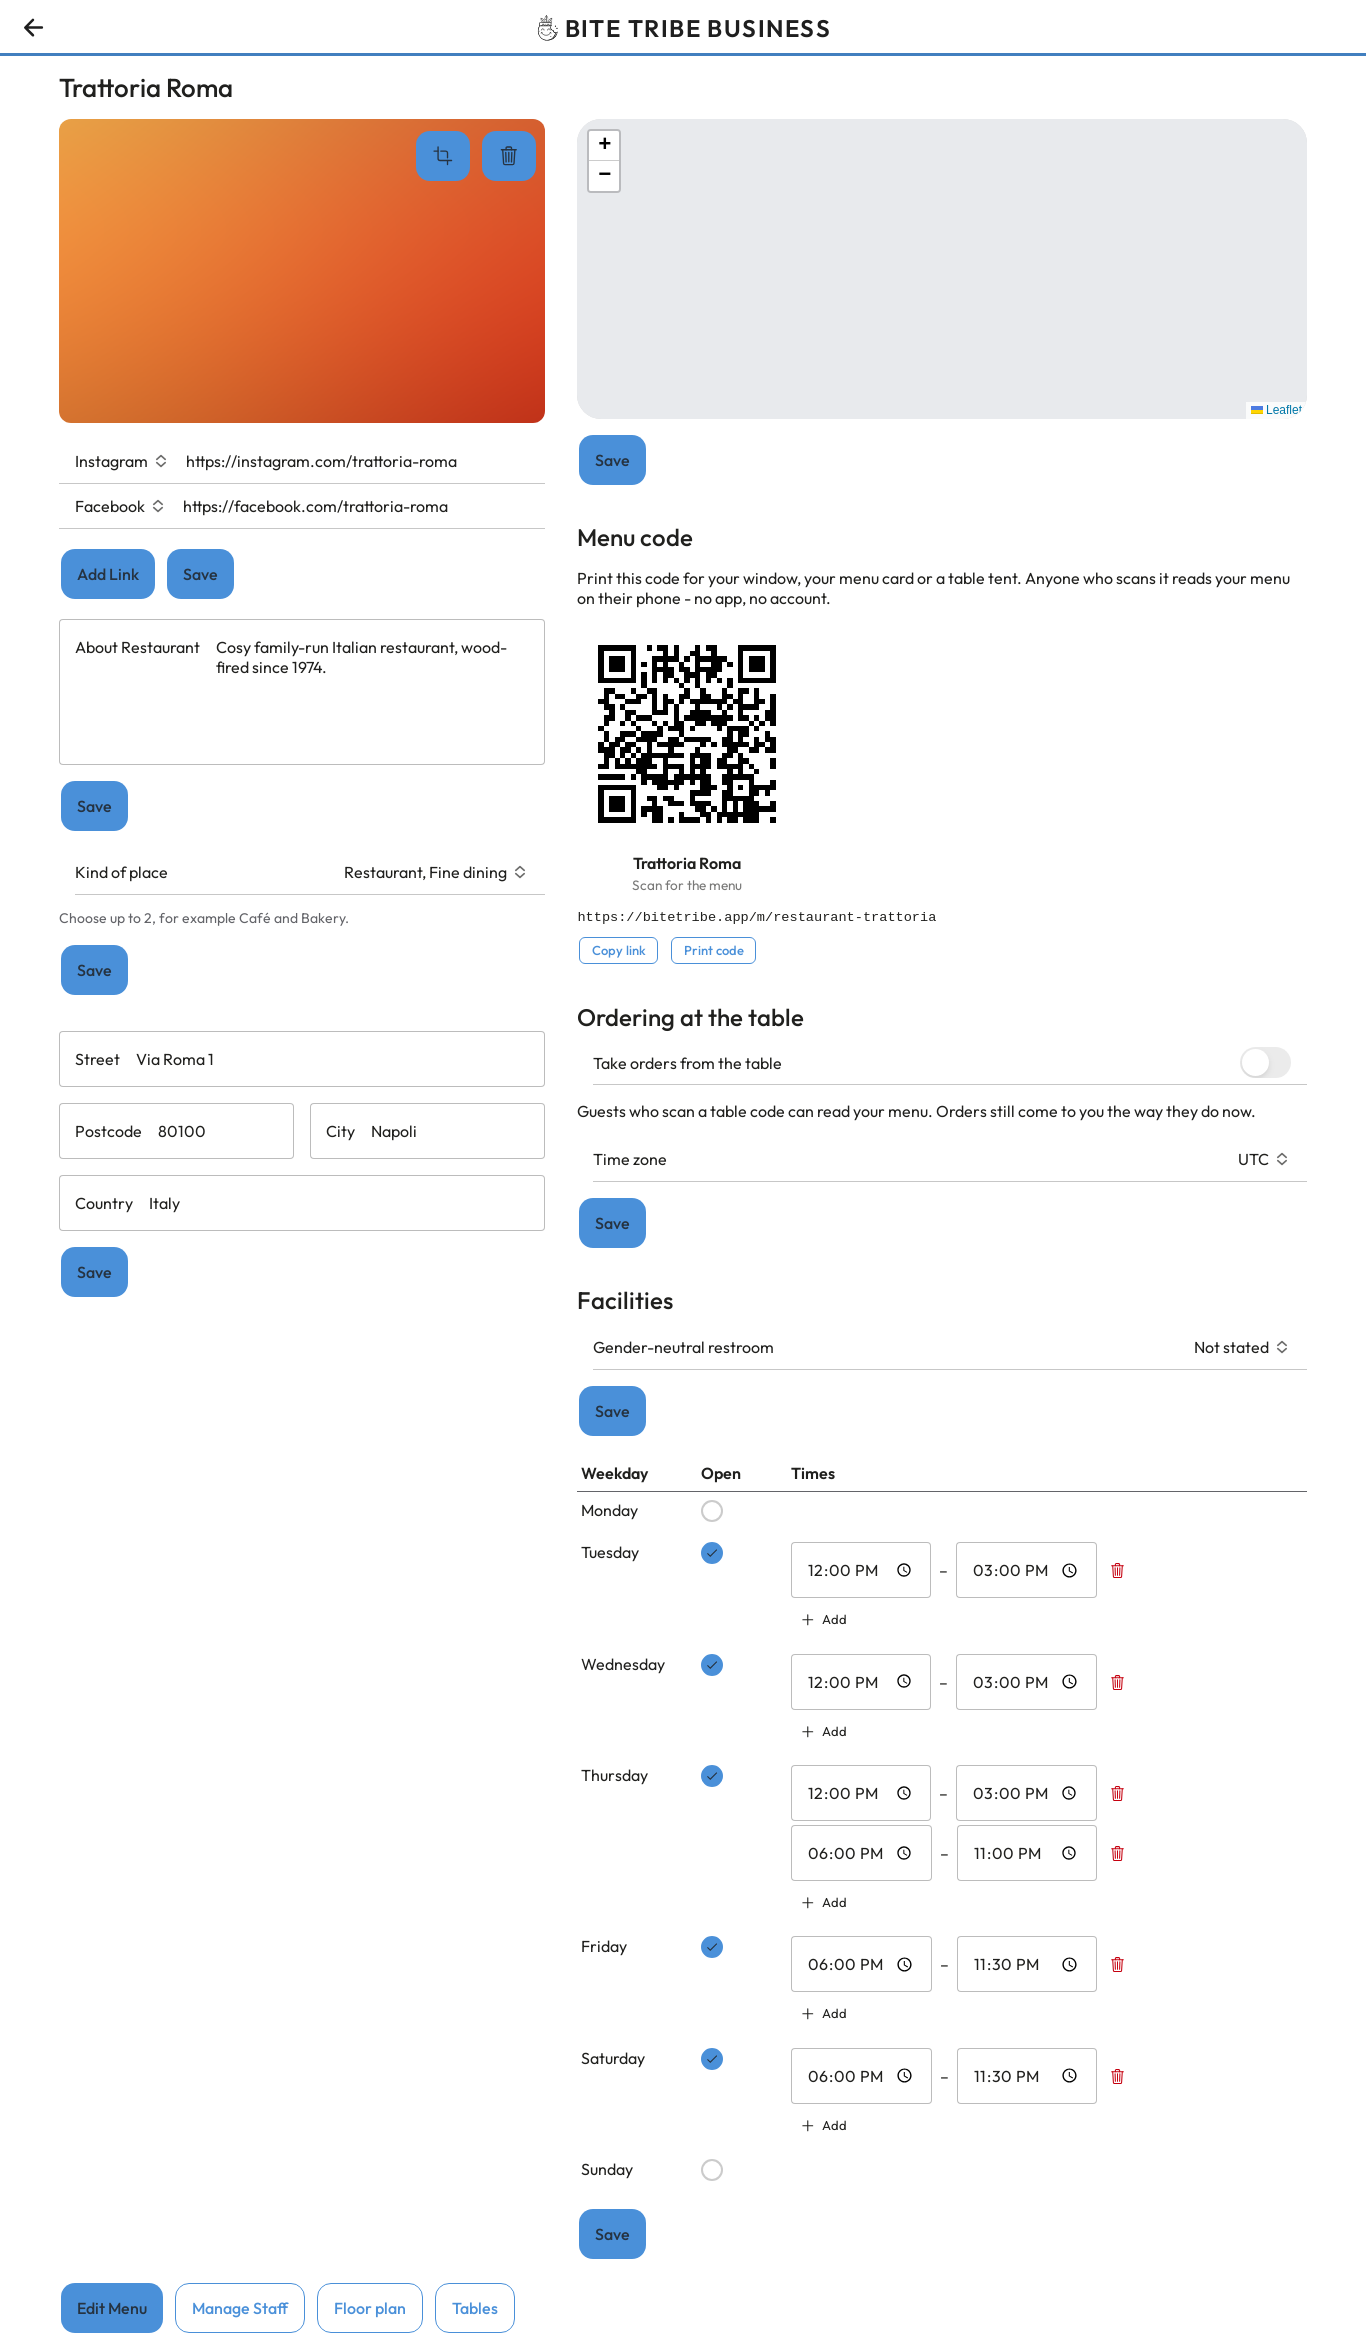 BITE TRIBE BUSINESS
Trattoria Roma
+
−
Leaflet
Instagram https://instagram.com/trattoria-roma
Facebook https://facebook.com/trattoria-roma
Add Link Save
About Restaurant Cosy family-run Italian restaurant, wood-
fired since 1974.
Save
Kind of place Restaurant, Fine dining
Choose up to 2, for example Café and Bakery.
Save
Street Via Roma 1
Postcode 80100 City Napoli
Country Italy
Save
Save
Menu code
Print this code for your window, your menu card or a table tent. Anyone who scans it reads your menu
on their phone - no app, no account.
Trattoria Roma
Scan for the menu
https://bitetribe.app/m/restaurant-trattoria
Copy link Print code
Ordering at the table
Take orders from the table
Guests who scan a table code can read your menu. Orders still come to you the way they do now.
Time zone UTC
Save
Facilities
Gender-neutral restroom Not stated
Save
Weekday Open Times
Monday
Tuesday 12:00 PM – 03:00 PM
+ Add
Wednesday 12:00 PM – 03:00 PM
+ Add
Thursday 12:00 PM – 03:00 PM
06:00 PM – 11:00 PM
+ Add
Friday 06:00 PM – 11:30 PM
+ Add
Saturday 06:00 PM – 11:30 PM
+ Add
Sunday
Save
Edit Menu Manage Staff Floor plan Tables